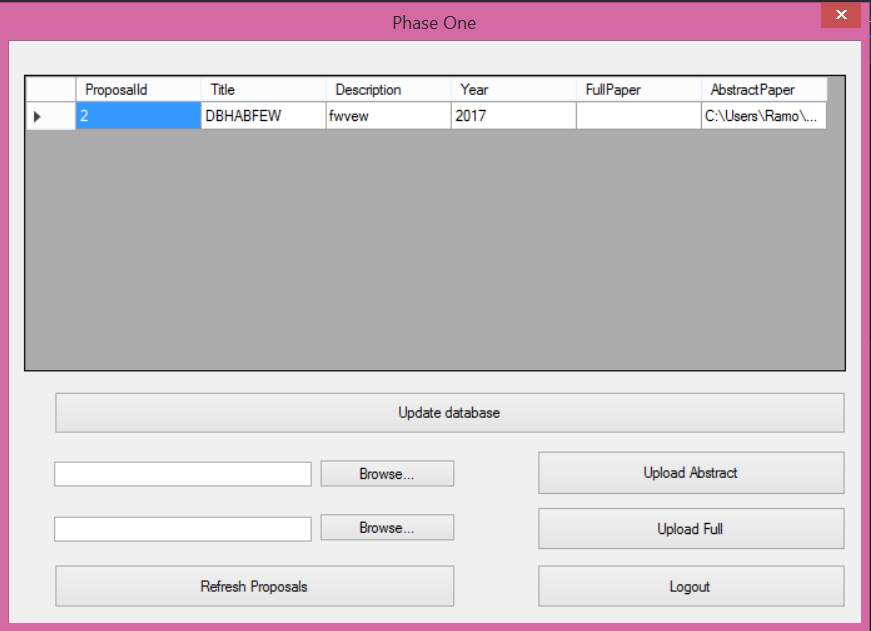 Phase One
ProposalId Title Description Year FullPaper AbstractPaper
2 DBHABFEW fwvew 2017 C:\Users\Ramo\...
Update database
Browse... Upload Abstract
Browse... Upload Full
Refresh Proposals Logout